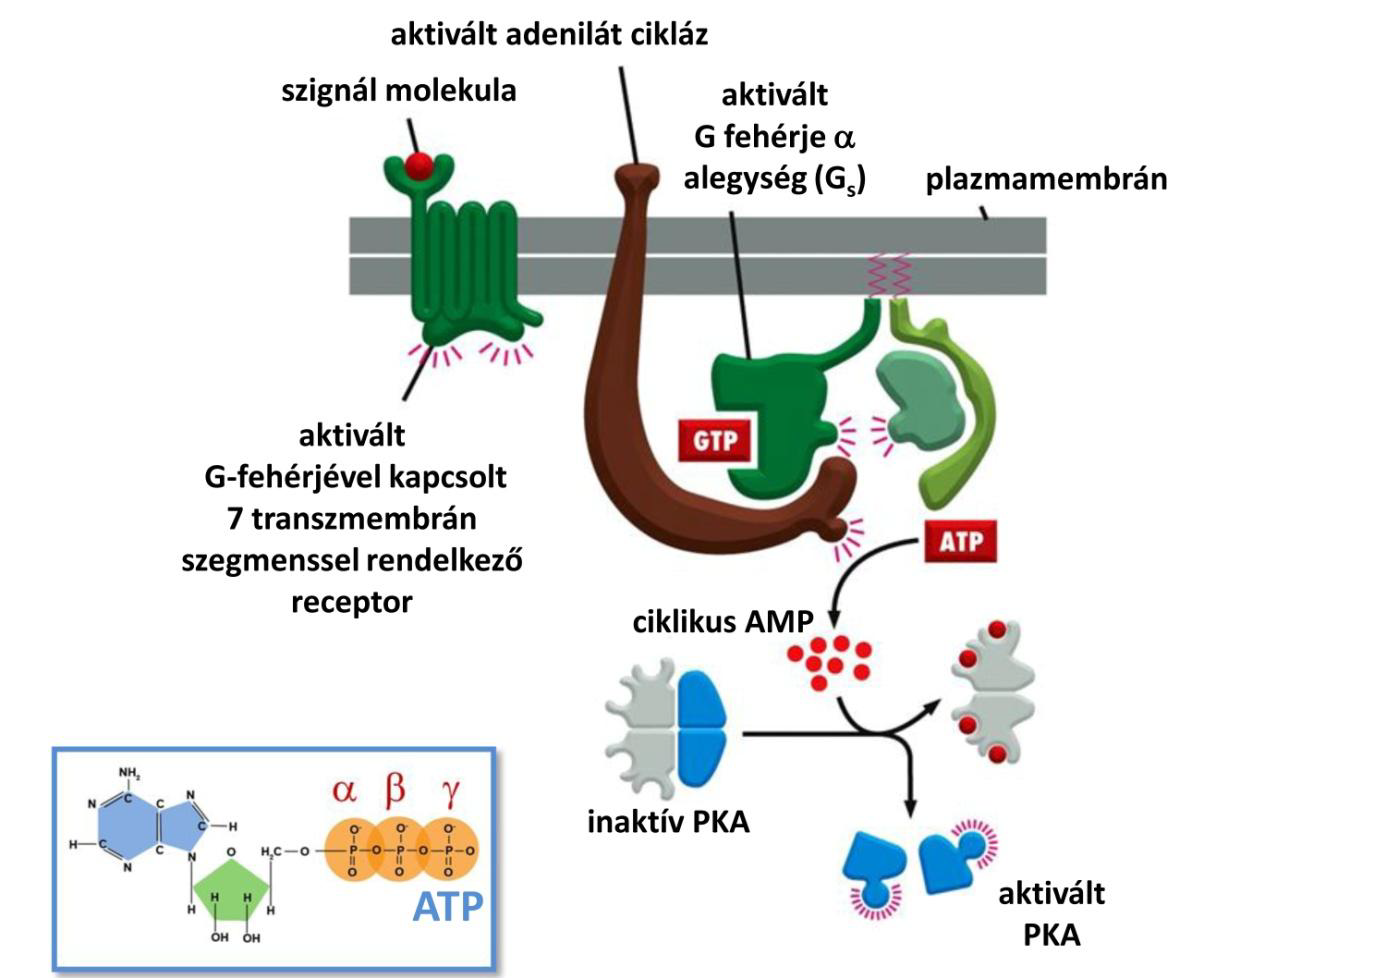 aktivált adenilát cikláz
szignál molekula
aktivált
G fehérje α
alegység (Gs)
plazmamembrán
GTP
aktivált
G-fehérjével kapcsolt
7 transzmembrán
szegmenssel rendelkező
receptor
ATP
ciklikus AMP
inaktív PKA
aktivált
PKA
α β γ
NH2
N C C N
H C C H
N C N
O H2C O P O P O P O
O- O- O-
O O O
H H H H
OH OH
ATP